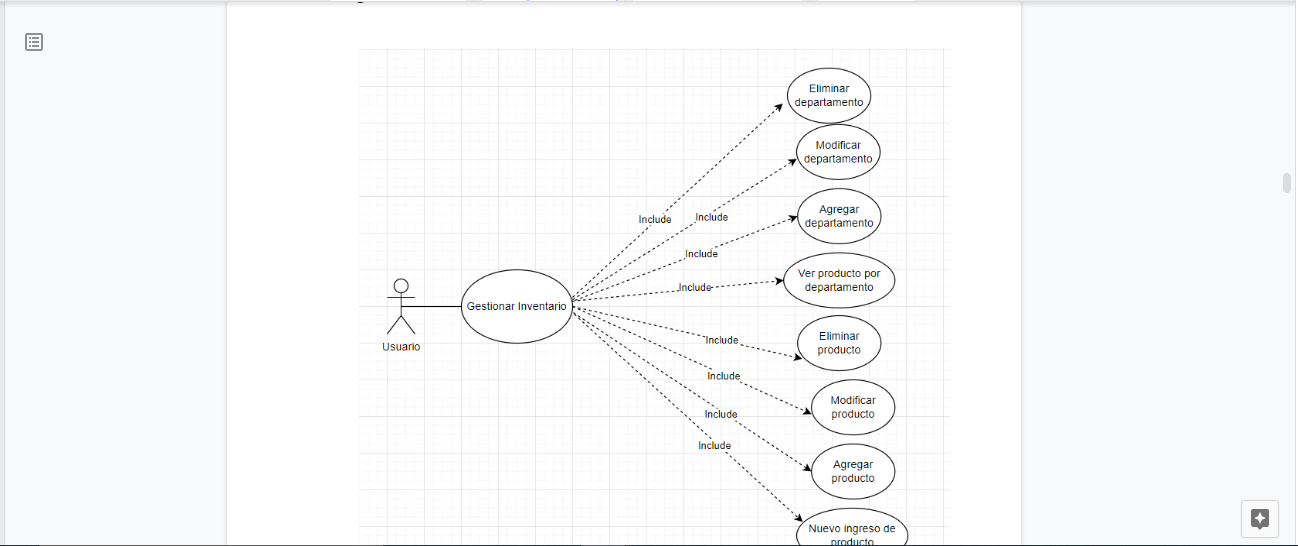 Eliminar
departamento
Modificar
departamento
Include
Include
Agregar
departamento
Include
Ver producto por
departamento
Include
Gestionar Inventario
Usuario
Eliminar
producto
Include
Include
Modificar
producto
Include
Include
Agregar
producto
Nuevo ingreso de
producto